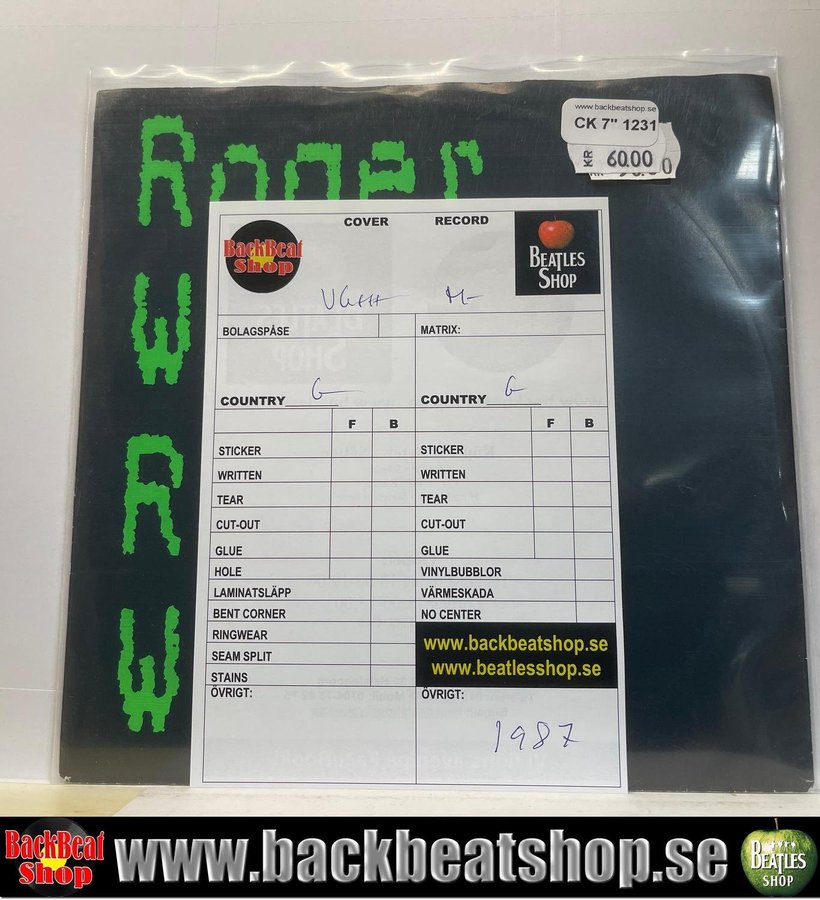 www.backbeatshop.se
CK 7" 1231
KR 60.00
Roger
W
R
W
COVER RECORD
BackBeat
Shop
BEATLES
SHOP
VG+++ M-
BOLAGSPÅSE MATRIX:
COUNTRY G COUNTRY G
F B F B
STICKER STICKER
WRITTEN WRITTEN
TEAR TEAR
CUT-OUT CUT-OUT
GLUE GLUE
HOLE VINYLBUBBLOR
LAMINATSLÄPP VÄRMESKADA
BENT CORNER NO CENTER
RINGWEAR
www.backbeatshop.se
SEAM SPLIT
www.beatlesshop.se
STAINS
ÖVRIGT: ÖVRIGT:
1987
BackBeat
Shop
www.backbeatshop.se
BEATLES
SHOP